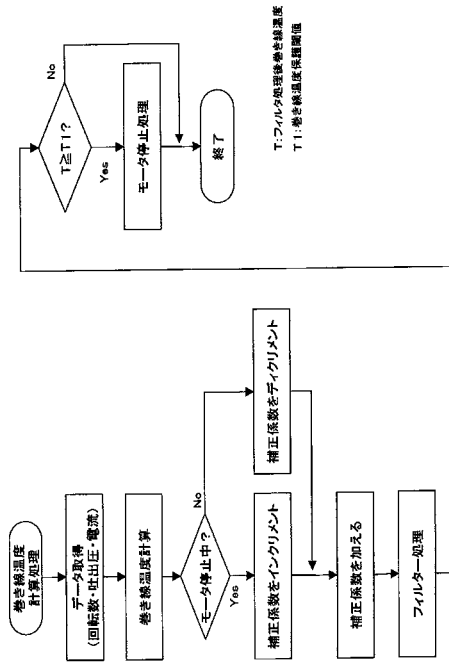 巻き線温度
計算処理
データ取得
(回転数・吐出圧・電流)
巻き線温度計算
モータ停止中?
No
Yes
補正係数をインクリメント
補正係数をディクリメント
補正係数を加える
フィルター処理
T≧T1?
No
Yes
モータ停止処理
終了
T:フィルタ処理後巻き線温度
T1:巻き線温度保護閾値